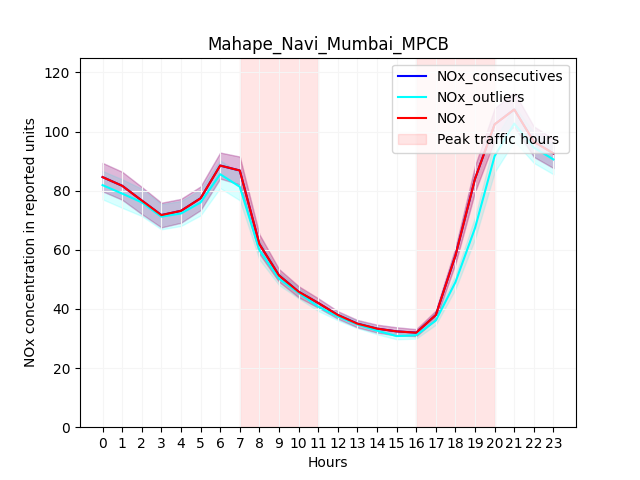 Mahape_Navi_Mumbai_MPCB
NOx concentration in reported units
120
100
80
60
40
20
0
NOx_consecutives
NOx_outliers
NOx
Peak traffic hours
0 1 2 3 4 5 6 7 8 9 10 11 12 13 14 15 16 17 18 19 20 21 22 23
Hours